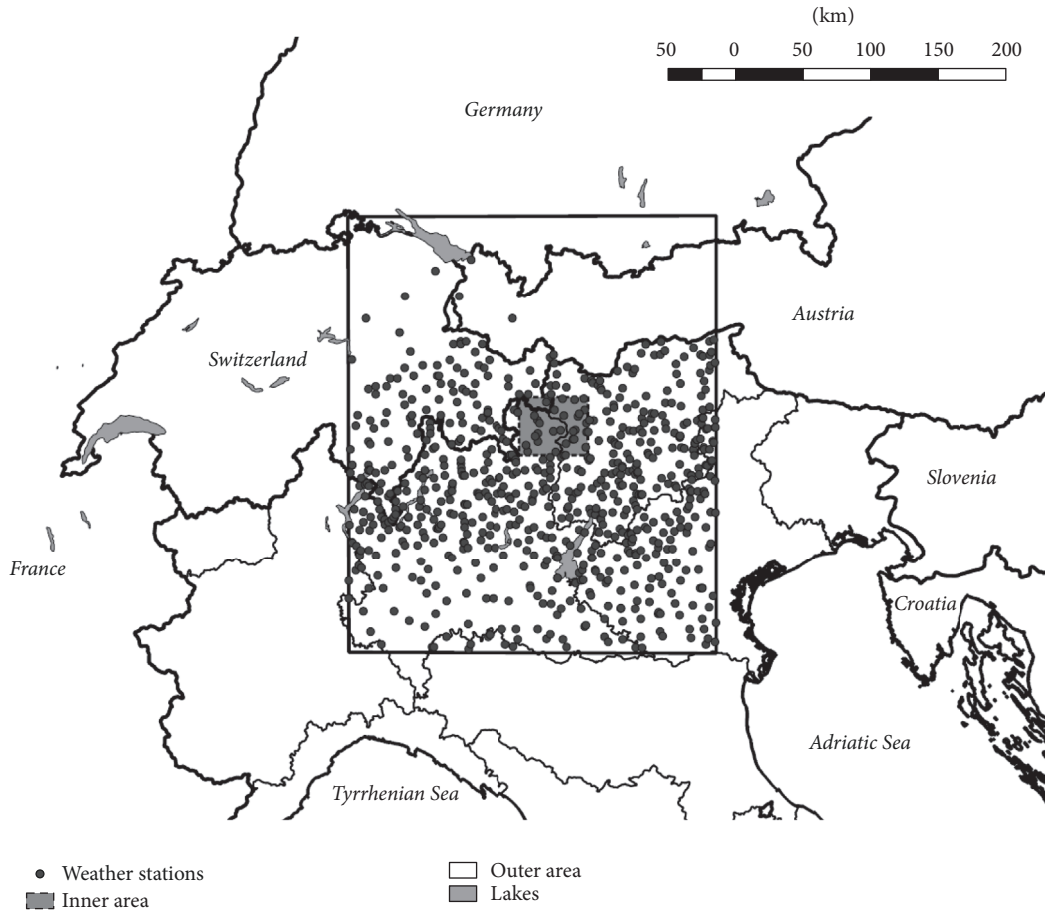 (km)
50 0 50 100 150 200
Germany
Austria
Switzerland
Slovenia
France
Croatia
Adriatic Sea
Tyrrhenian Sea
Weather stations
Inner area
Outer area
Lakes